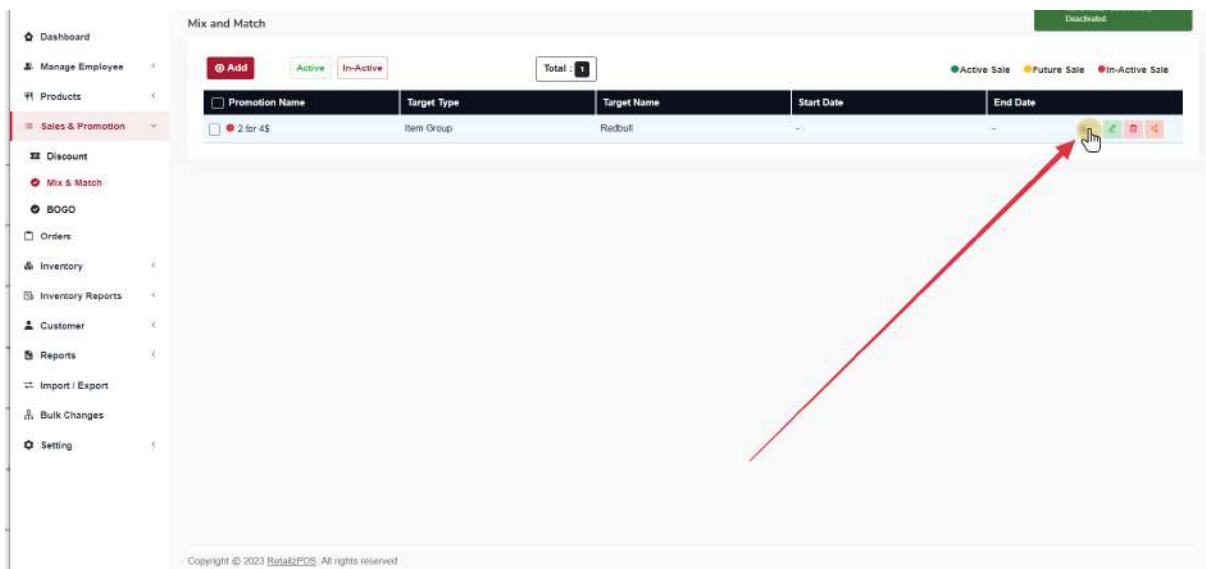 Mix and Match
Deactivated.
Dashboard
Manage Employee
Products
Sales & Promotion
Discount
Mix & Match
BOGO
Orders
Inventory
Inventory Reports
Customer
Reports
Import / Export
Bulk Changes
Setting
Add Active In-Active Total : 1 Active Sale Future Sale In-Active Sale
Promotion Name Target Type Target Name Start Date End Date
2 for 4$ Item Group Redbull - -
Copyright © 2023 RetailzPOS. All rights reserved